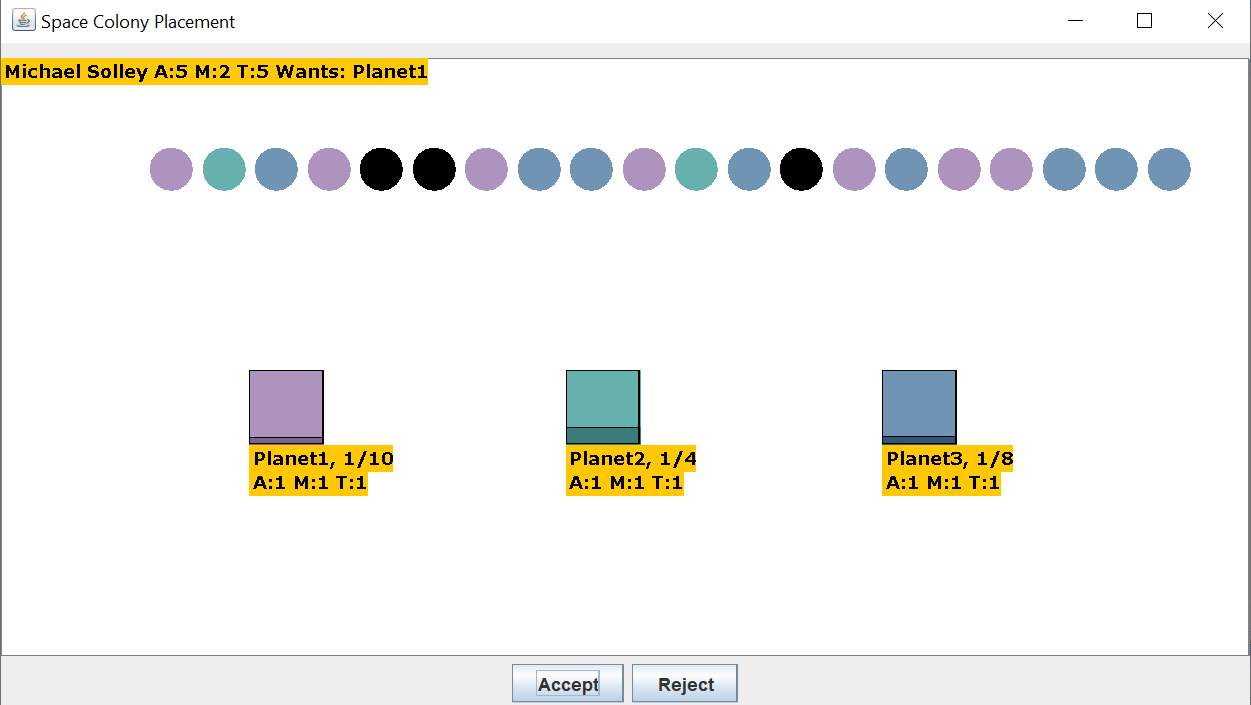 Space Colony Placement
Michael Solley A:5 M:2 T:5 Wants: Planet1
Planet1, 1/10
A:1 M:1 T:1
Planet2, 1/4
A:1 M:1 T:1
Planet3, 1/8
A:1 M:1 T:1
Accept
Reject